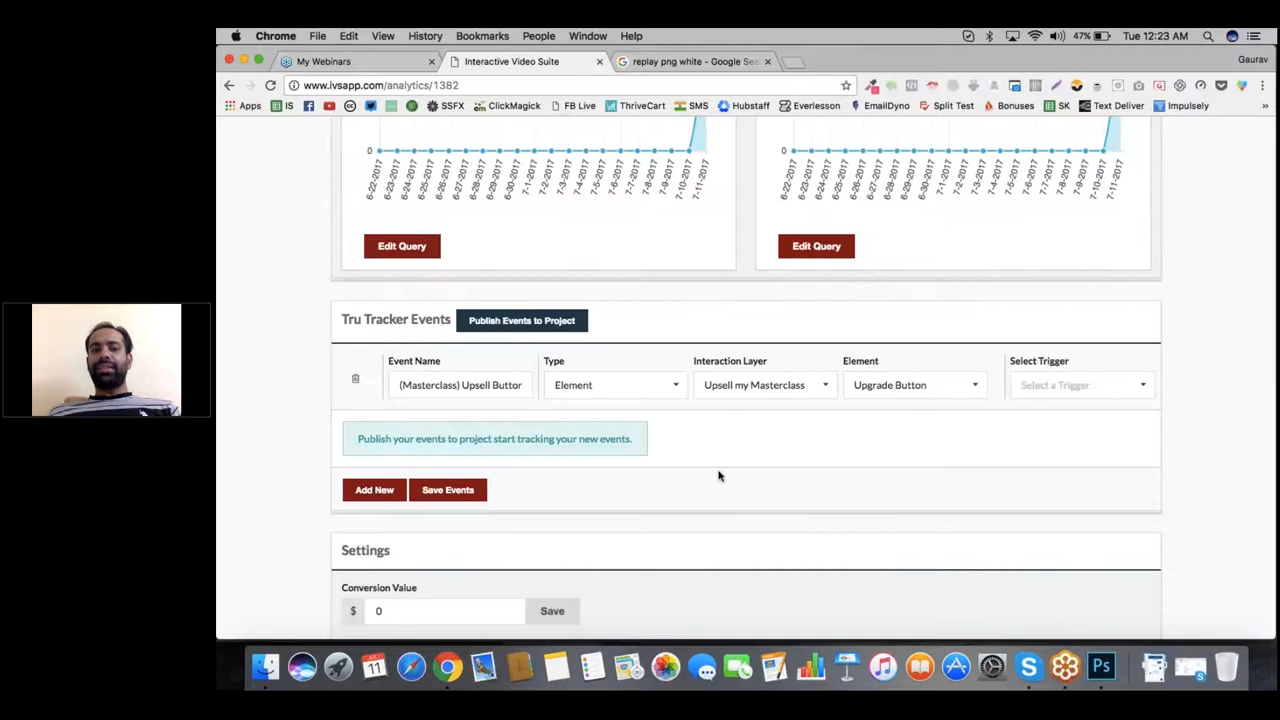 Chrome File Edit View History Bookmarks People Window Help 47% Tue 12:23 AM
My Webinars Interactive Video Suite replay png white - Google Sea Gaurav
www.ivsapp.com/analytics/1382
Apps IS CC SSFX ClickMagick FB Live ThriveCart SMS Hubstaff Everlesson EmailDyno Split Test Bonuses SK Text Deliver Impulsely »
0 0
6-22-2017 6-23-2017 6-24-2017 6-25-2017 6-26-2017 6-27-2017 6-28-2017 6-29-2017 6-30-2017 7-1-2017 7-2-2017 7-3-2017 7-4-2017 7-5-2017 7-6-2017 7-7-2017 7-8-2017 7-9-2017 7-10-2017 7-11-2017
6-22-2017 6-23-2017 6-24-2017 6-25-2017 6-26-2017 6-27-2017 6-28-2017 6-29-2017 6-30-2017 7-1-2017 7-2-2017 7-3-2017 7-4-2017 7-5-2017 7-6-2017 7-7-2017 7-8-2017 7-9-2017 7-10-2017 7-11-2017
Edit Query Edit Query
Tru Tracker Events Publish Events to Project
Event Name Type Interaction Layer Element Select Trigger
(Masterclass) Upsell Buttor Element Upsell my Masterclass Upgrade Button Select a Trigger
Publish your events to project start tracking your new events.
Add New Save Events
Settings
Conversion Value
$ 0 Save
JUL 11 S Ps